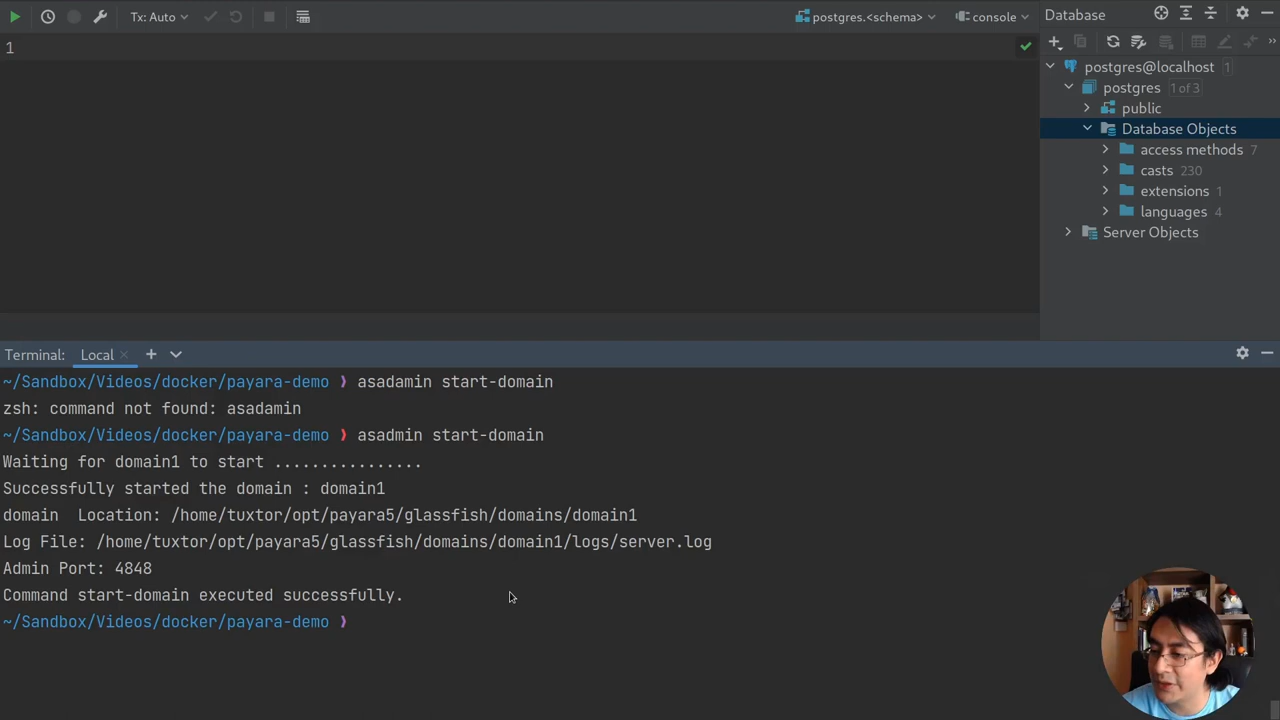 Tx: Auto
postgres.<schema>
console
Database
1
postgres@localhost 1
postgres 1 of 3
public
Database Objects
access methods 7
casts 230
extensions 1
languages 4
Server Objects
Terminal: Local
~/Sandbox/Videos/docker/payara-demo ❯ asadamin start-domain
zsh: command not found: asadamin
~/Sandbox/Videos/docker/payara-demo ❯ asadmin start-domain
Waiting for domain1 to start ................
Successfully started the domain : domain1
domain  Location: /home/tuxtor/opt/payara5/glassfish/domains/domain1
Log File: /home/tuxtor/opt/payara5/glassfish/domains/domain1/logs/server.log
Admin Port: 4848
Command start-domain executed successfully.
~/Sandbox/Videos/docker/payara-demo ❯